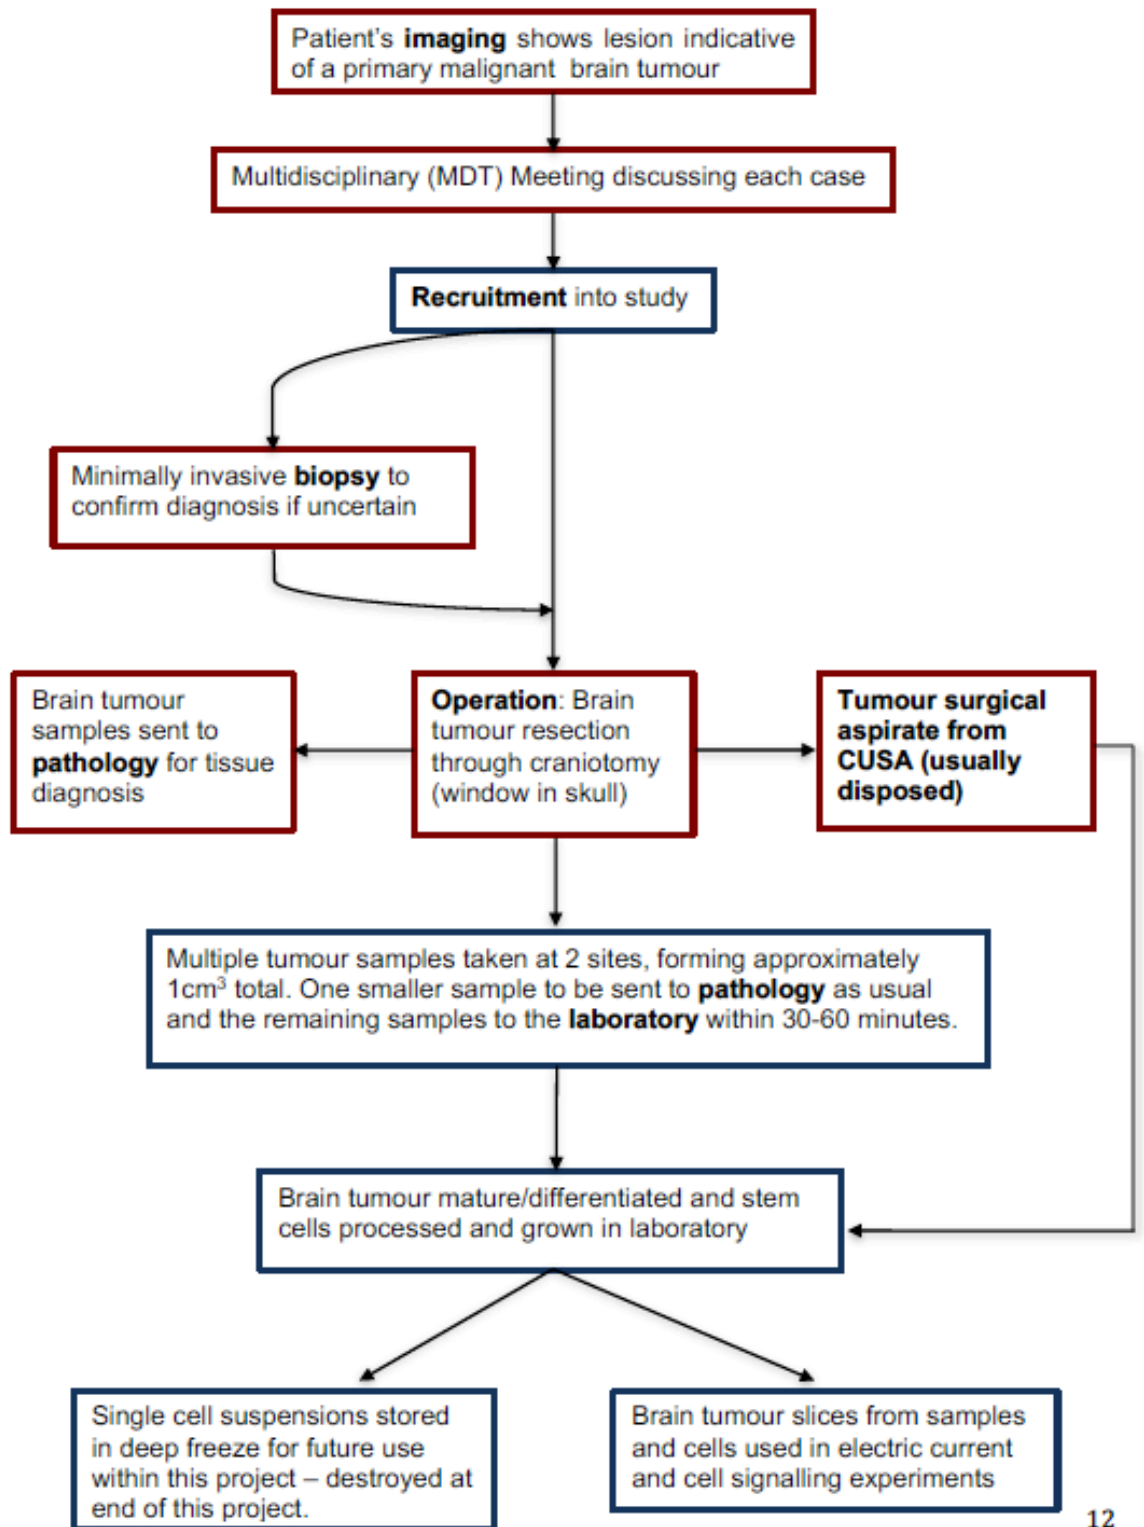 Patient's imaging shows lesion indicative
of a primary malignant brain tumour
Multidisciplinary (MDT) Meeting discussing each case
Recruitment into study
Minimally invasive biopsy to
confirm diagnosis if uncertain
Brain tumour
samples sent to
pathology for tissue
diagnosis
Operation: Brain
tumour resection
through craniotomy
(window in skull)
Tumour surgical
aspirate from
CUSA (usually
disposed)
Multiple tumour samples taken at 2 sites, forming approximately
1cm³ total. One smaller sample to be sent to pathology as usual
and the remaining samples to the laboratory within 30-60 minutes.
Brain tumour mature/differentiated and stem
cells processed and grown in laboratory
Single cell suspensions stored
in deep freeze for future use
within this project – destroyed at
end of this project.
Brain tumour slices from samples
and cells used in electric current
and cell signalling experiments
12